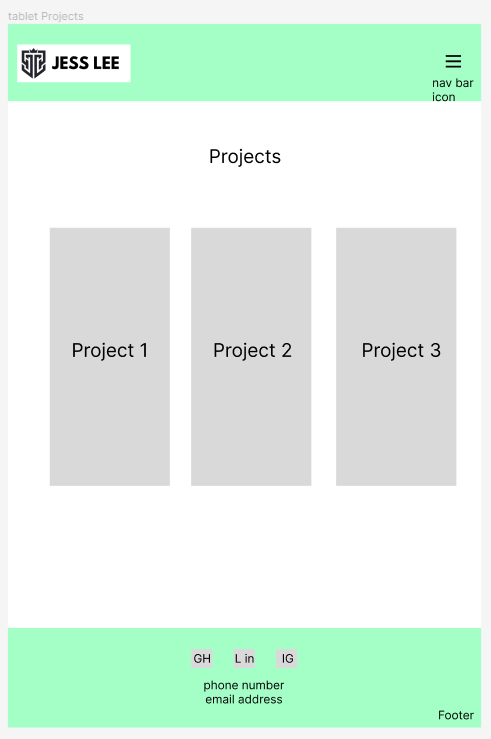 tablet Projects
JESS LEE
nav bar
icon
Projects
Project 1
Project 2
Project 3
GH
L in
IG
phone number
email address
Footer